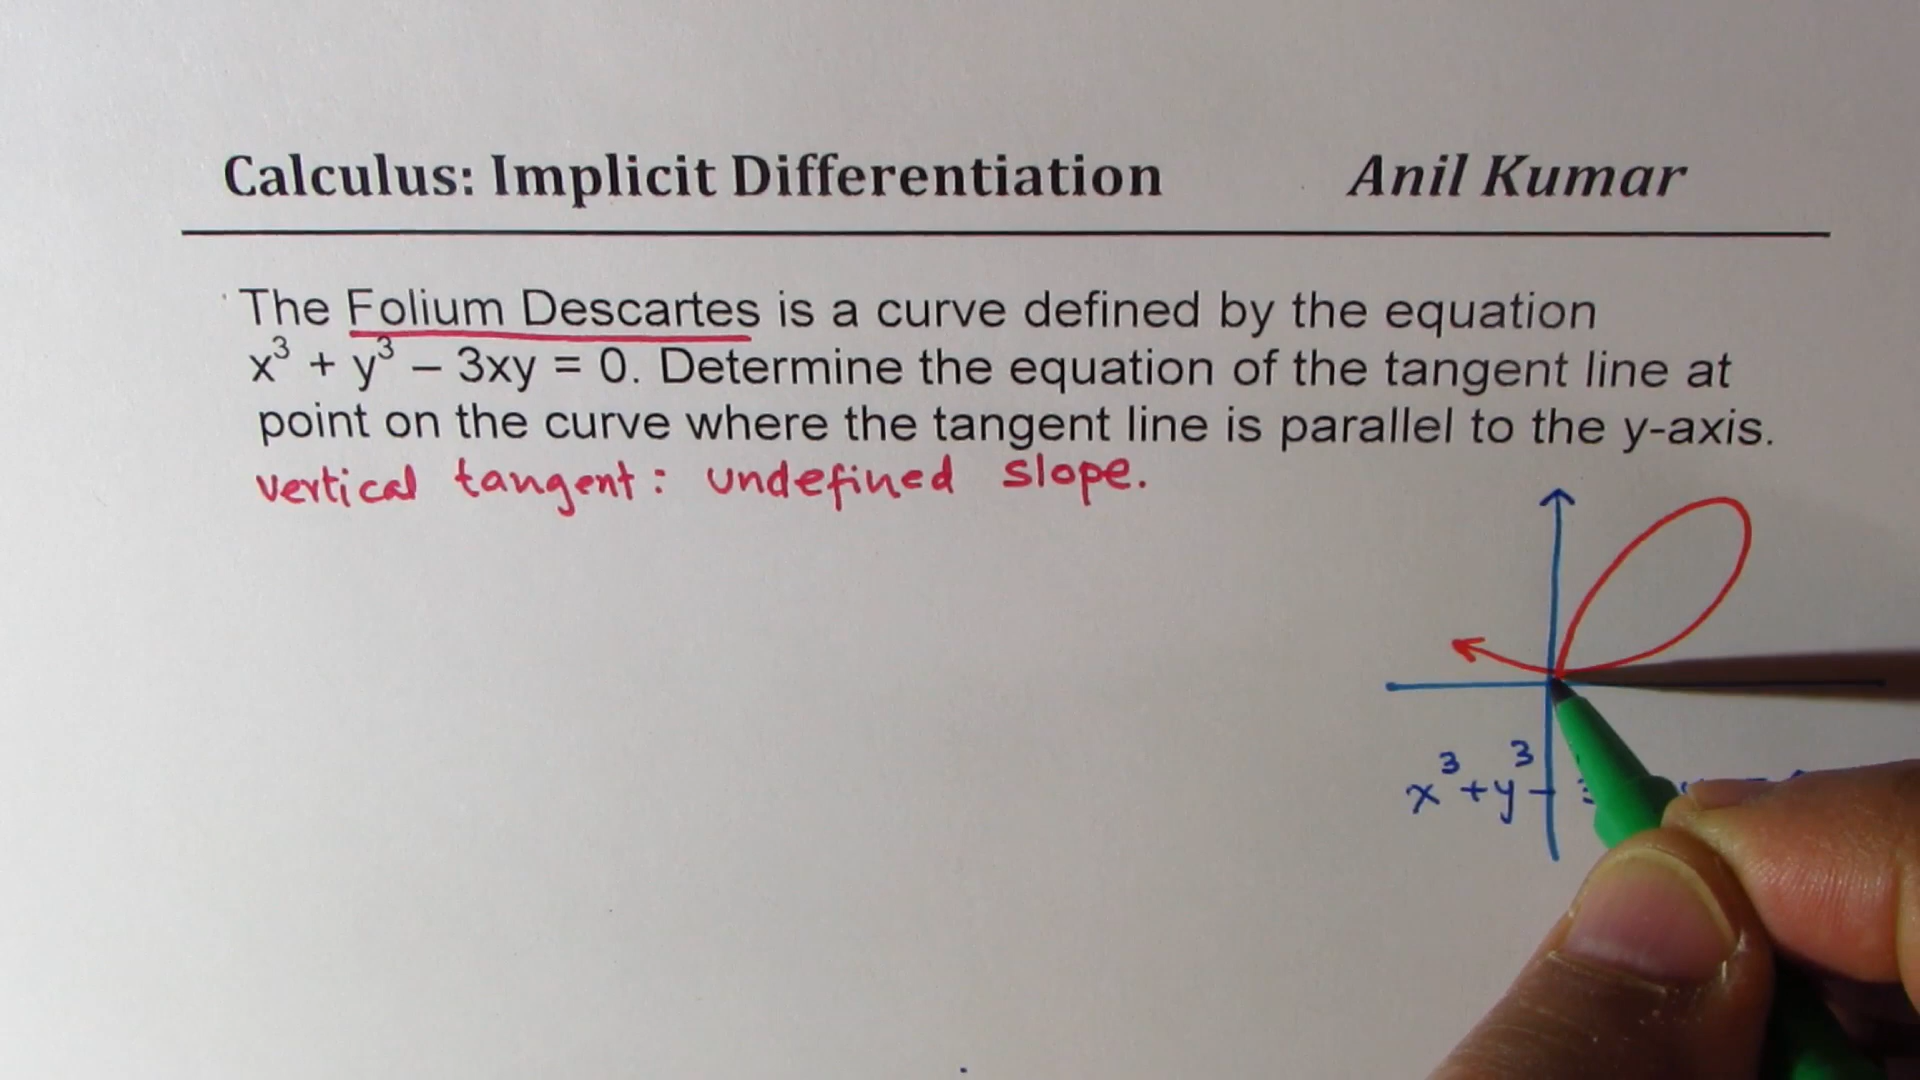 Calculus: Implicit Differentiation Anil Kumar
The Folium Descartes is a curve defined by the equation
x³ + y³ – 3xy = 0. Determine the equation of the tangent line at
point on the curve where the tangent line is parallel to the y-axis.
vertical tangent: undefined slope.
x³+y³–